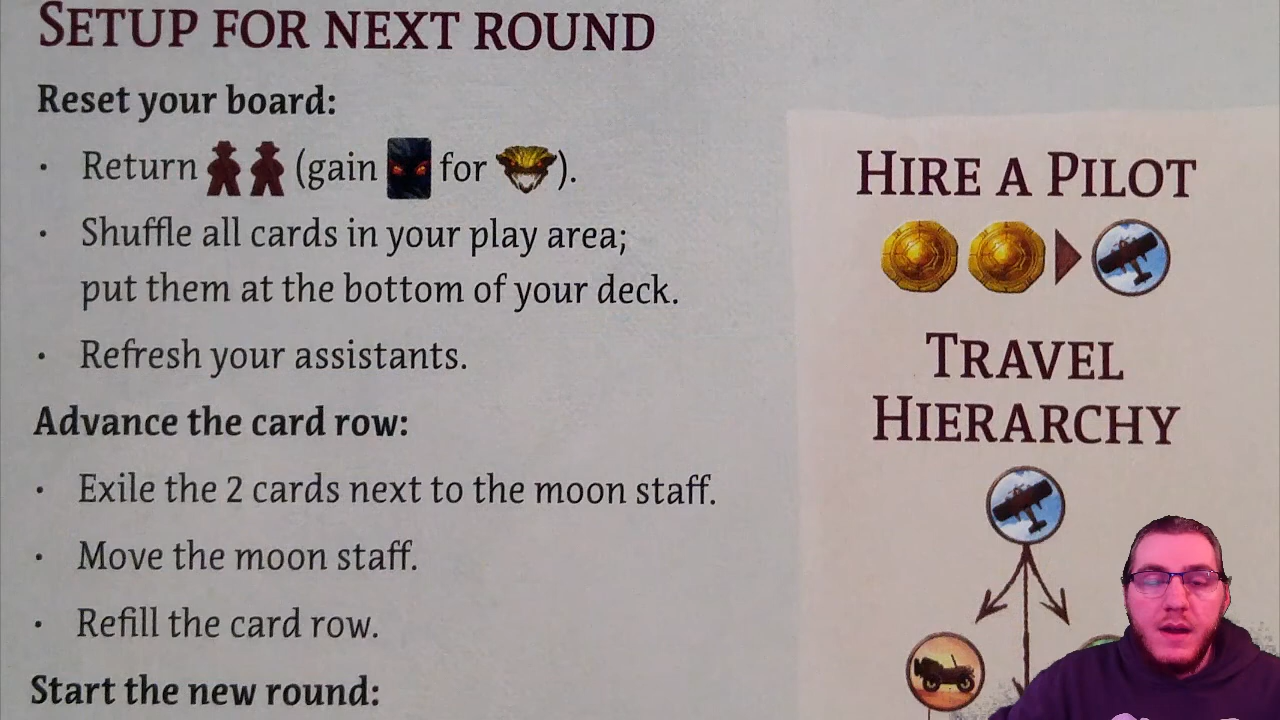 SETUP FOR NEXT ROUND
Reset your board:
· Return (gain for ).
· Shuffle all cards in your play area;
put them at the bottom of your deck.
· Refresh your assistants.
Advance the card row:
· Exile the 2 cards next to the moon staff.
· Move the moon staff.
· Refill the card row.
Start the new round:
HIRE A PILOT
TRAVEL
HIERARCHY